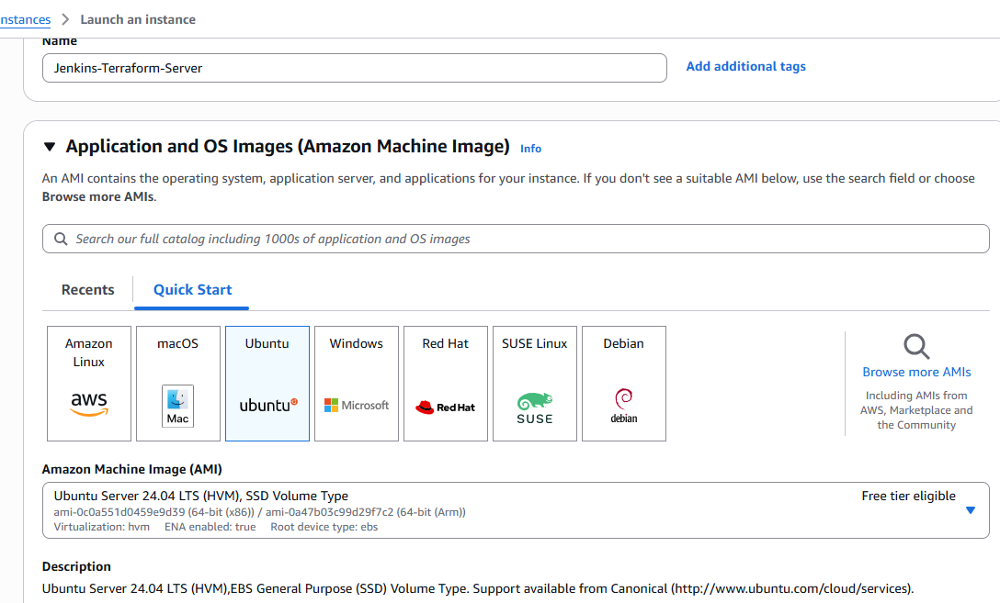 nstances > Launch an instance
Name
Jenkins-Terraform-Server
Add additional tags
Application and OS Images (Amazon Machine Image) Info
An AMI contains the operating system, application server, and applications for your instance. If you don't see a suitable AMI below, use the search field or choose
Browse more AMIs.
Search our full catalog including 1000s of application and OS images
Recents
Quick Start
Amazon
Linux
aws
macOS
Mac
Ubuntu
ubuntu
Windows
Microsoft
Red Hat
Red Hat
SUSE Linux
SUSE
Debian
debian
Browse more AMIs
Including AMIs from
AWS, Marketplace and
the Community
Amazon Machine Image (AMI)
Ubuntu Server 24.04 LTS (HVM), SSD Volume Type
Free tier eligible
ami-0c0a551d0459e9d39 (64-bit (x86)) / ami-0a47b03c99d29f7c2 (64-bit (Arm))
Virtualization: hvm ENA enabled: true Root device type: ebs
Description
Ubuntu Server 24.04 LTS (HVM),EBS General Purpose (SSD) Volume Type. Support available from Canonical (http://www.ubuntu.com/cloud/services).